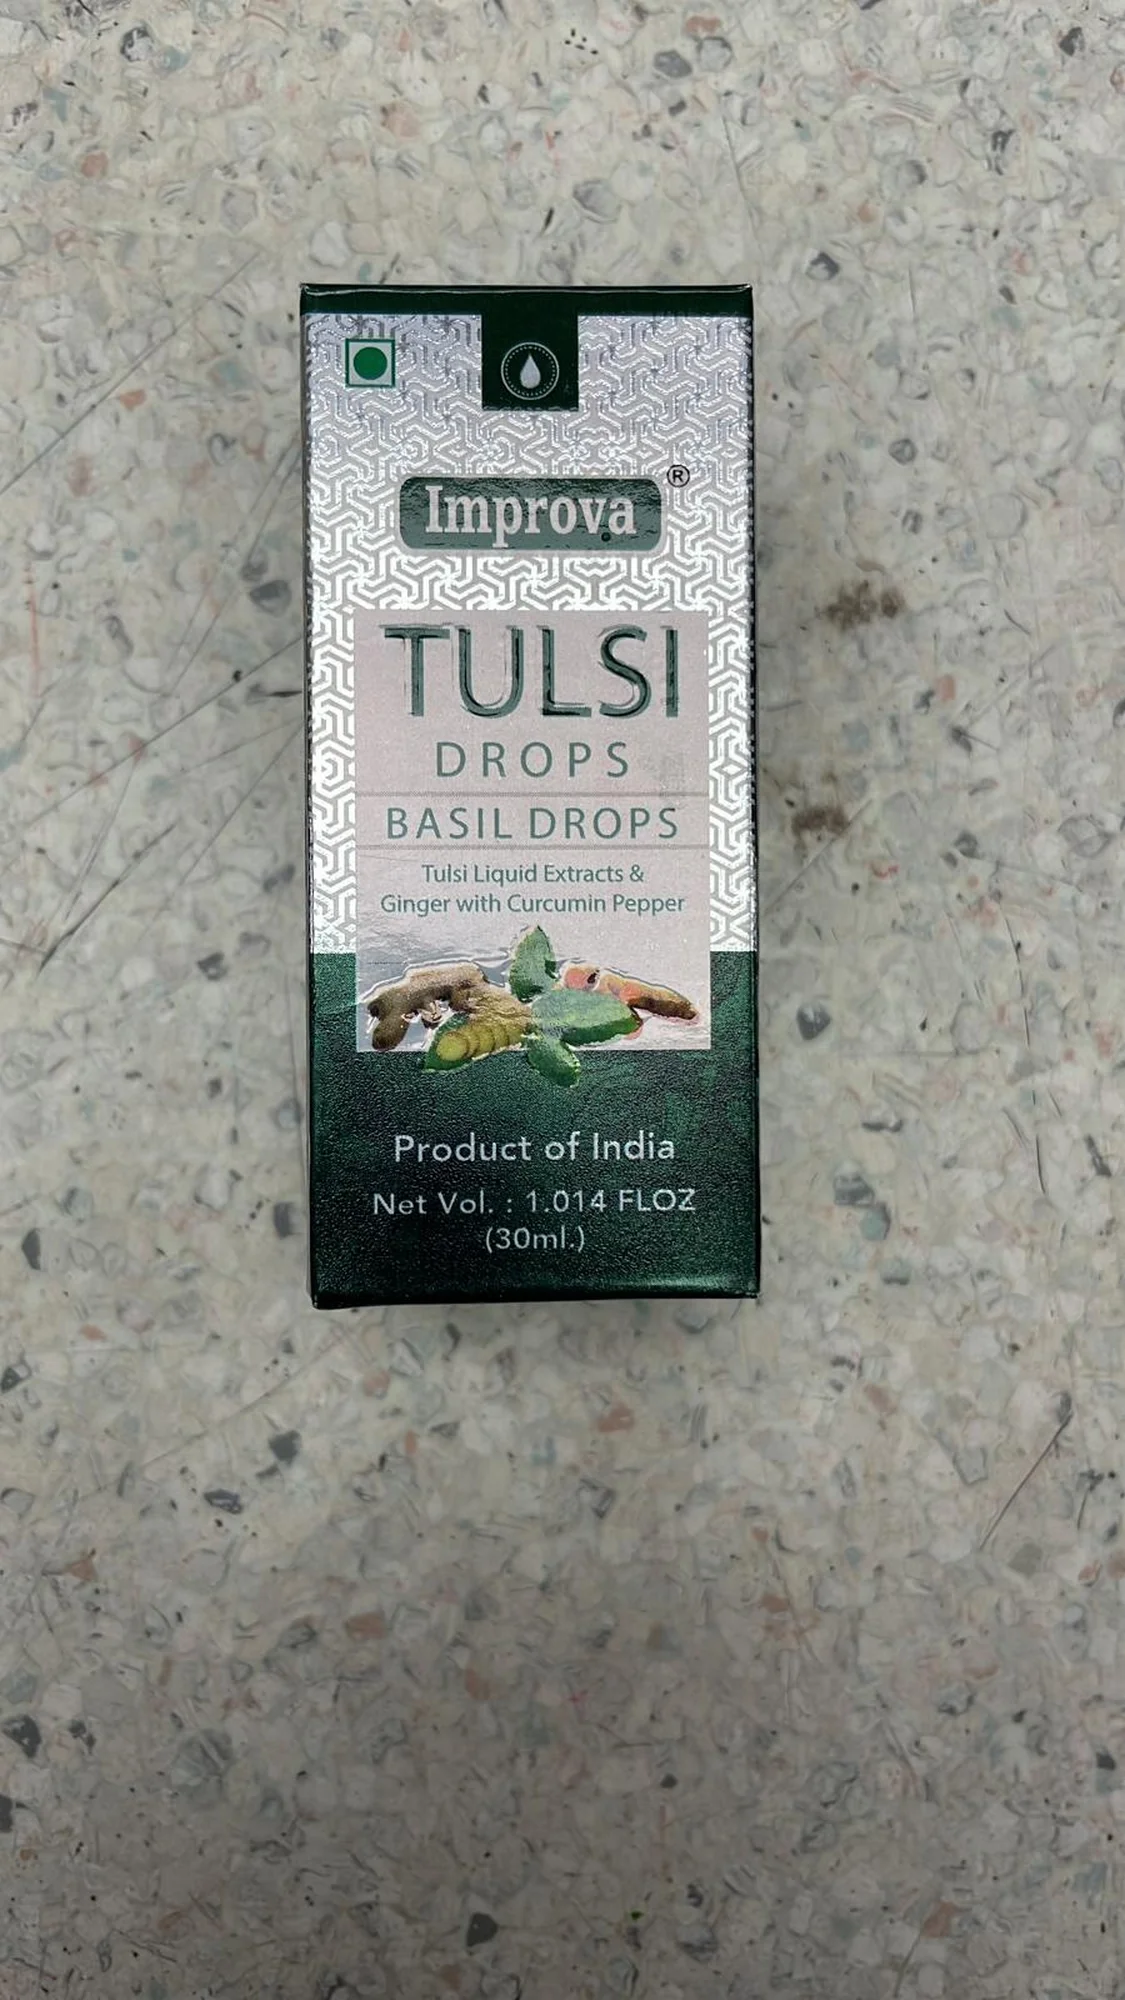 Improva®
TULSI
DROPS
BASIL DROPS
Tulsi Liquid Extracts &
Ginger with Curcumin Pepper
Product of India
Net Vol. : 1.014 FLOZ
(30ml.)